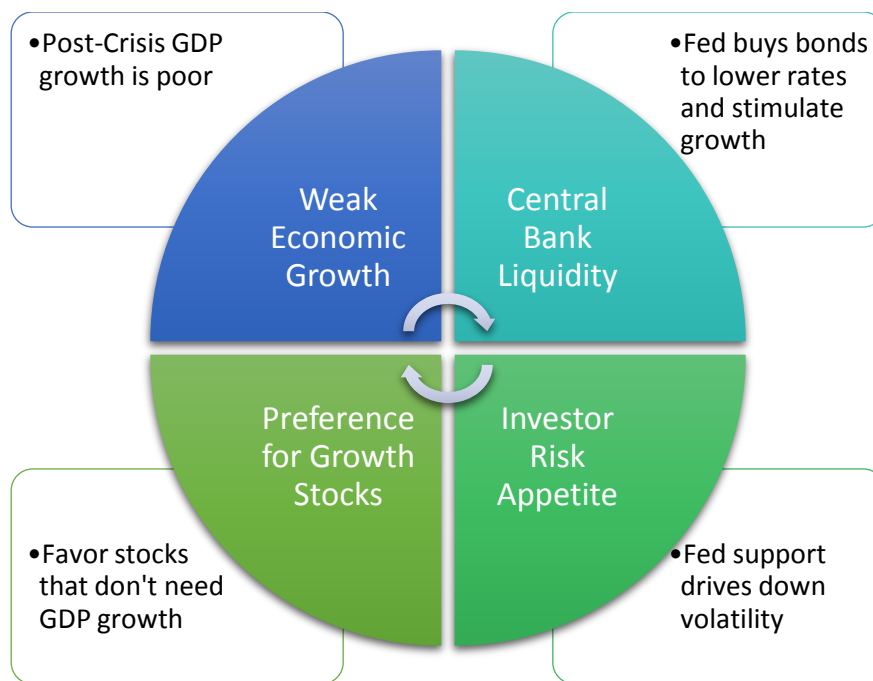 •Post-Crisis GDP
growth is poor
•Fed buys bonds
to lower rates
and stimulate
growth
Weak
Economic
Growth
Central
Bank
Liquidity
Preference
for Growth
Stocks
Investor
Risk
Appetite
•Favor stocks
that don't need
GDP growth
•Fed support
drives down
volatility